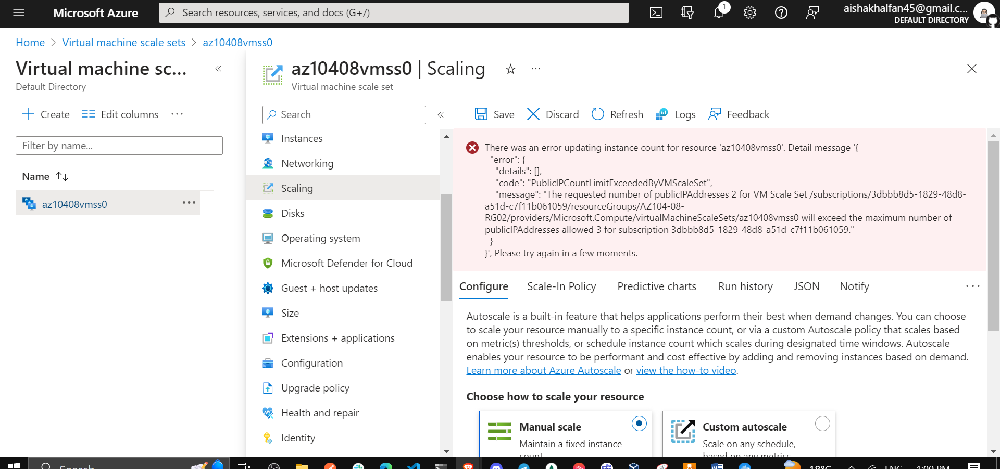 Microsoft Azure
Search resources, services, and docs (G+/)
1
aishakhalfan45@gmail.c...
DEFAULT DIRECTORY
Home > Virtual machine scale sets > az10408vmss0
Virtual machine sc...
«
Default Directory
az10408vmss0 | Scaling
Virtual machine scale set
Create
Edit columns
Filter by name...
Name
az10408vmss0
Search
«
Save
Discard
Refresh
Logs
Feedback
Instances
Networking
Scaling
Disks
Operating system
Microsoft Defender for Cloud
Guest + host updates
Size
Extensions + applications
Configuration
Upgrade policy
Health and repair
Identity
There was an error updating instance count for resource 'az10408vmss0'. Detail message '{
"error": {
"details": [],
"code": "PublicIPCountLimitExceededByVMScaleSet",
"message": "The requested number of publicIPAddresses 2 for VM Scale Set /subscriptions/3dbbb8d5-1829-48d8-
a51d-c7f11b061059/resourceGroups/AZ104-08-
RG02/providers/Microsoft.Compute/virtualMachineScaleSets/az10408vmss0 will exceed the maximum number of
publicIPAddresses allowed 3 for subscription 3dbbb8d5-1829-48d8-a51d-c7f11b061059."
}
}', Please try again in a few moments.
Configure
Scale-In Policy
Predictive charts
Run history
JSON
Notify
Autoscale is a built-in feature that helps applications perform their best when demand changes. You can choose
to scale your resource manually to a specific instance count, or via a custom Autoscale policy that scales based
on metric(s) thresholds, or schedule instance count which scales during designated time windows. Autoscale
enables your resource to be performant and cost effective by adding and removing instances based on demand.
Learn more about Azure Autoscale or view the how-to video.
Choose how to scale your resource
Manual scale
Maintain a fixed instance
count
Custom autoscale
Scale on any schedule,
based on any metrics
Search
18°C
ENG
1:00 PM